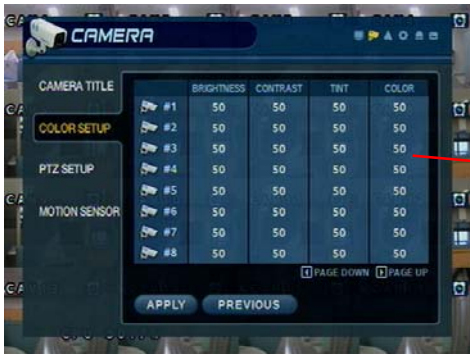 CAMERA
CAMERA TITLE
BRIGHTNESS CONTRAST TINT COLOR
#1 50 50 50 50
COLOR SETUP
#2 50 50 50 50
#3 50 50 50 50
PTZ SETUP
#4 50 50 50 50
#5 50 50 50 50
MOTION SENSOR
#6 50 50 50 50
#7 50 50 50 50
#8 50 50 50 50
PAGE DOWN PAGE UP
APPLY PREVIOUS